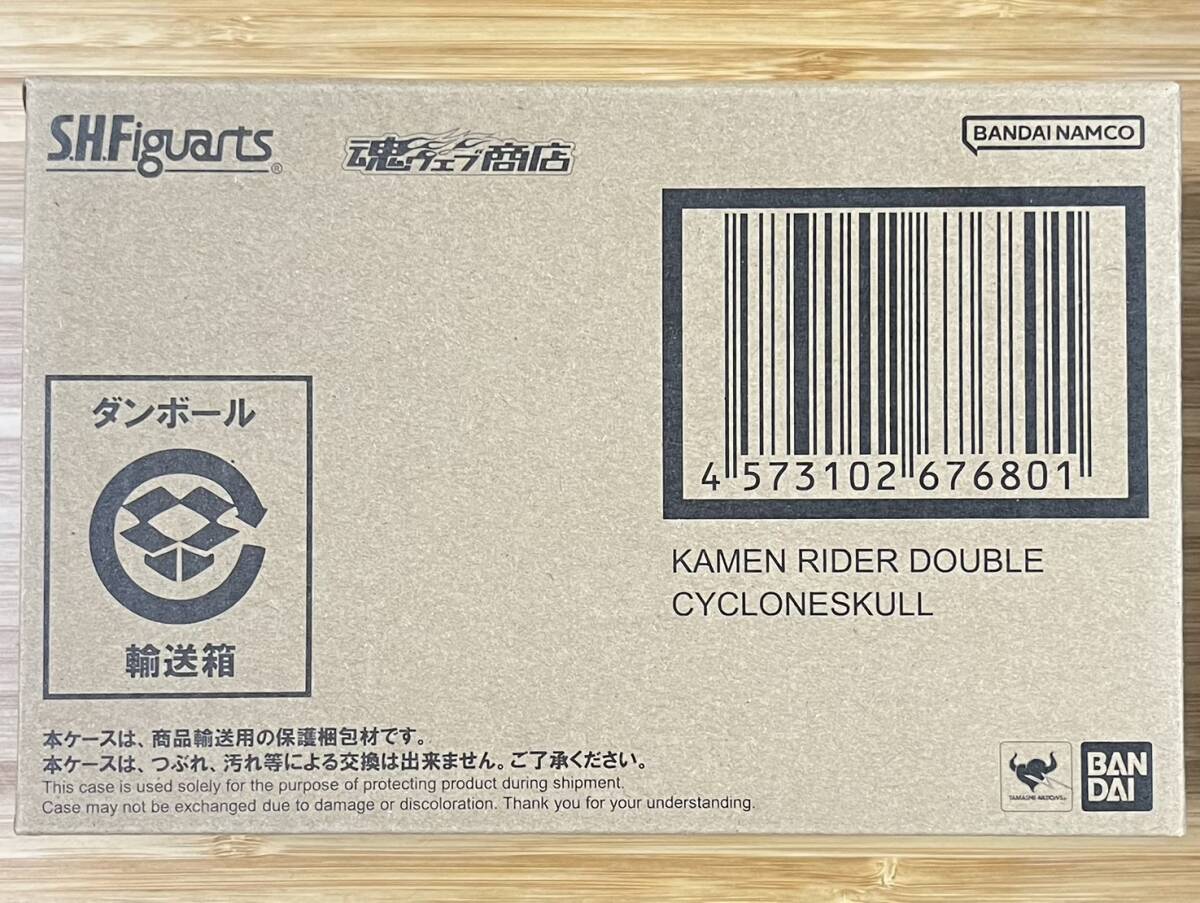 S.H.Figuarts®
魂ウェブ商店
BANDAI NAMCO
4 573102 676801
KAMEN RIDER DOUBLE
CYCLONESKULL
ダンボール
輸送箱
本ケースは、商品輸送用の保護梱包材です。
本ケースは、つぶれ、汚れ等による交換は出来ません。ご了承ください。
This case is used solely for the purpose of protecting product during shipment.
Case may not be exchanged due to damage or discoloration. Thank you for your understanding.
TAMASHII NATIONS
BAN
DAI